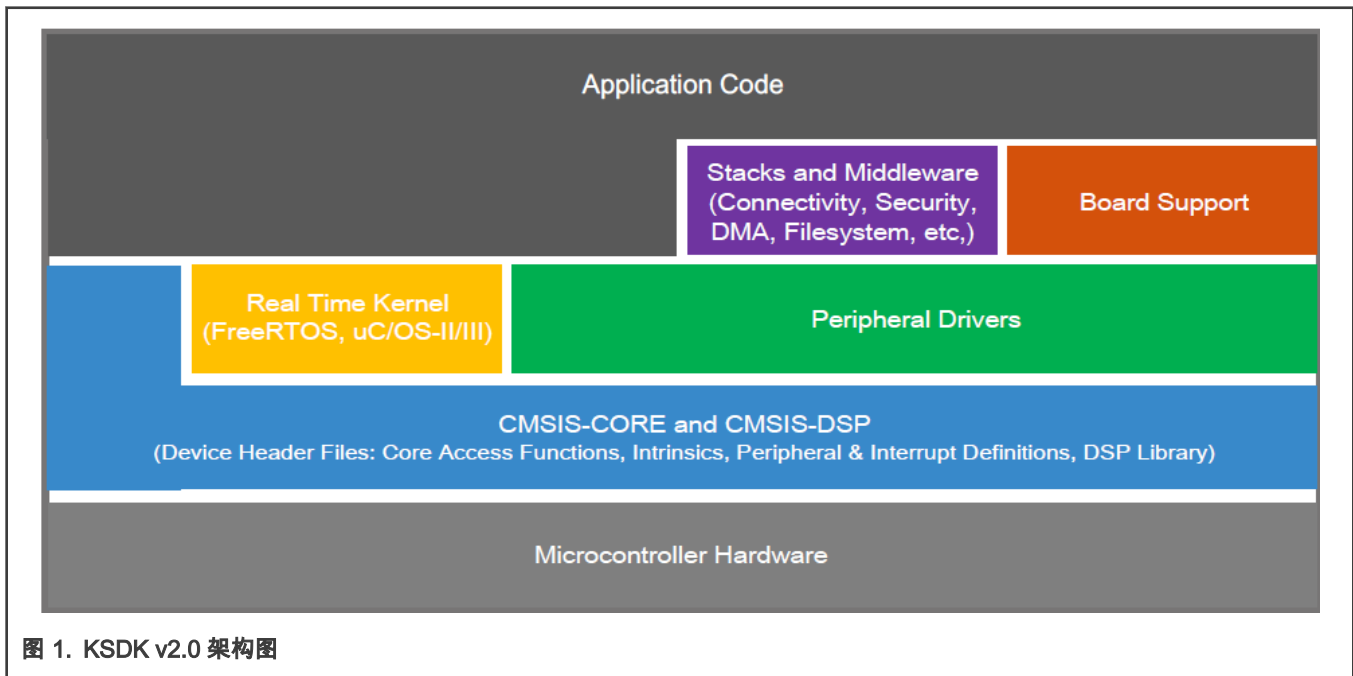 Application Code
Stacks and Middleware
(Connectivity, Security,
DMA, Filesystem, etc,)
Board Support
Real Time Kernel
(FreeRTOS, uC/OS-II/III)
Peripheral Drivers
CMSIS-CORE and CMSIS-DSP
(Device Header Files: Core Access Functions, Intrinsics, Peripheral & Interrupt Definitions, DSP Library)
Microcontroller Hardware
图 1. KSDK v2.0 架构图